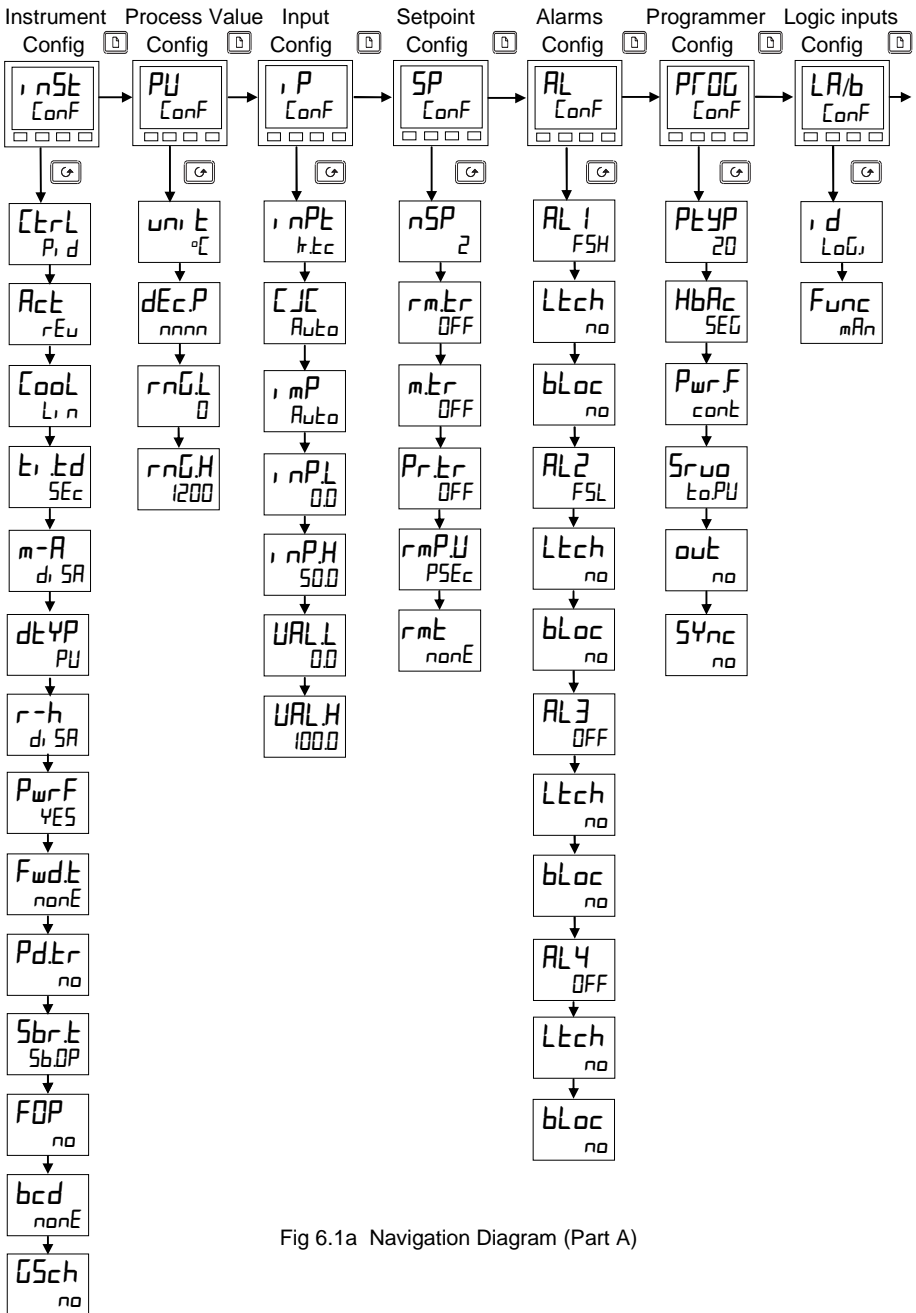 Instrument Config
Process Value Config
Input Config
Setpoint Config
Alarms Config
Programmer Config
Logic inputs Config
inSt
ConF
CtrL
Pid
Act
rEv
CooL
Lin
ti.td
SEc
m-A
diSA
dtYP
PV
r-h
diSA
PwrF
YES
Fwd.t
nonE
Pd.tr
no
Sbr.t
Sb.OP
FOP
no
bcd
nonE
GSch
no
PV
ConF
unit
°C
dEc.P
nnnn
rnG.L
0
rnG.H
1200
iP
ConF
inPt
k.tc
CJC
Auto
imP
Auto
inP.L
0.0
inP.H
50.0
VAL.L
0.0
VAL.H
100.0
SP
ConF
nSP
2
rm.tr
OFF
m.tr
OFF
Pr.tr
OFF
rmP.U
PSEc
rmt
nonE
AL
ConF
AL 1
FSH
Ltch
no
bLoc
no
AL2
FSL
Ltch
no
bLoc
no
AL3
OFF
Ltch
no
bLoc
no
AL4
OFF
Ltch
no
bLoc
no
PrOG
ConF
PtYP
20
HbAc
SEG
Pwr.F
cont
Srvo
to.PV
out
no
SYnc
no
LA/b
ConF
id
LoG.i
Func
mAn
Fig 6.1a Navigation Diagram (Part A)